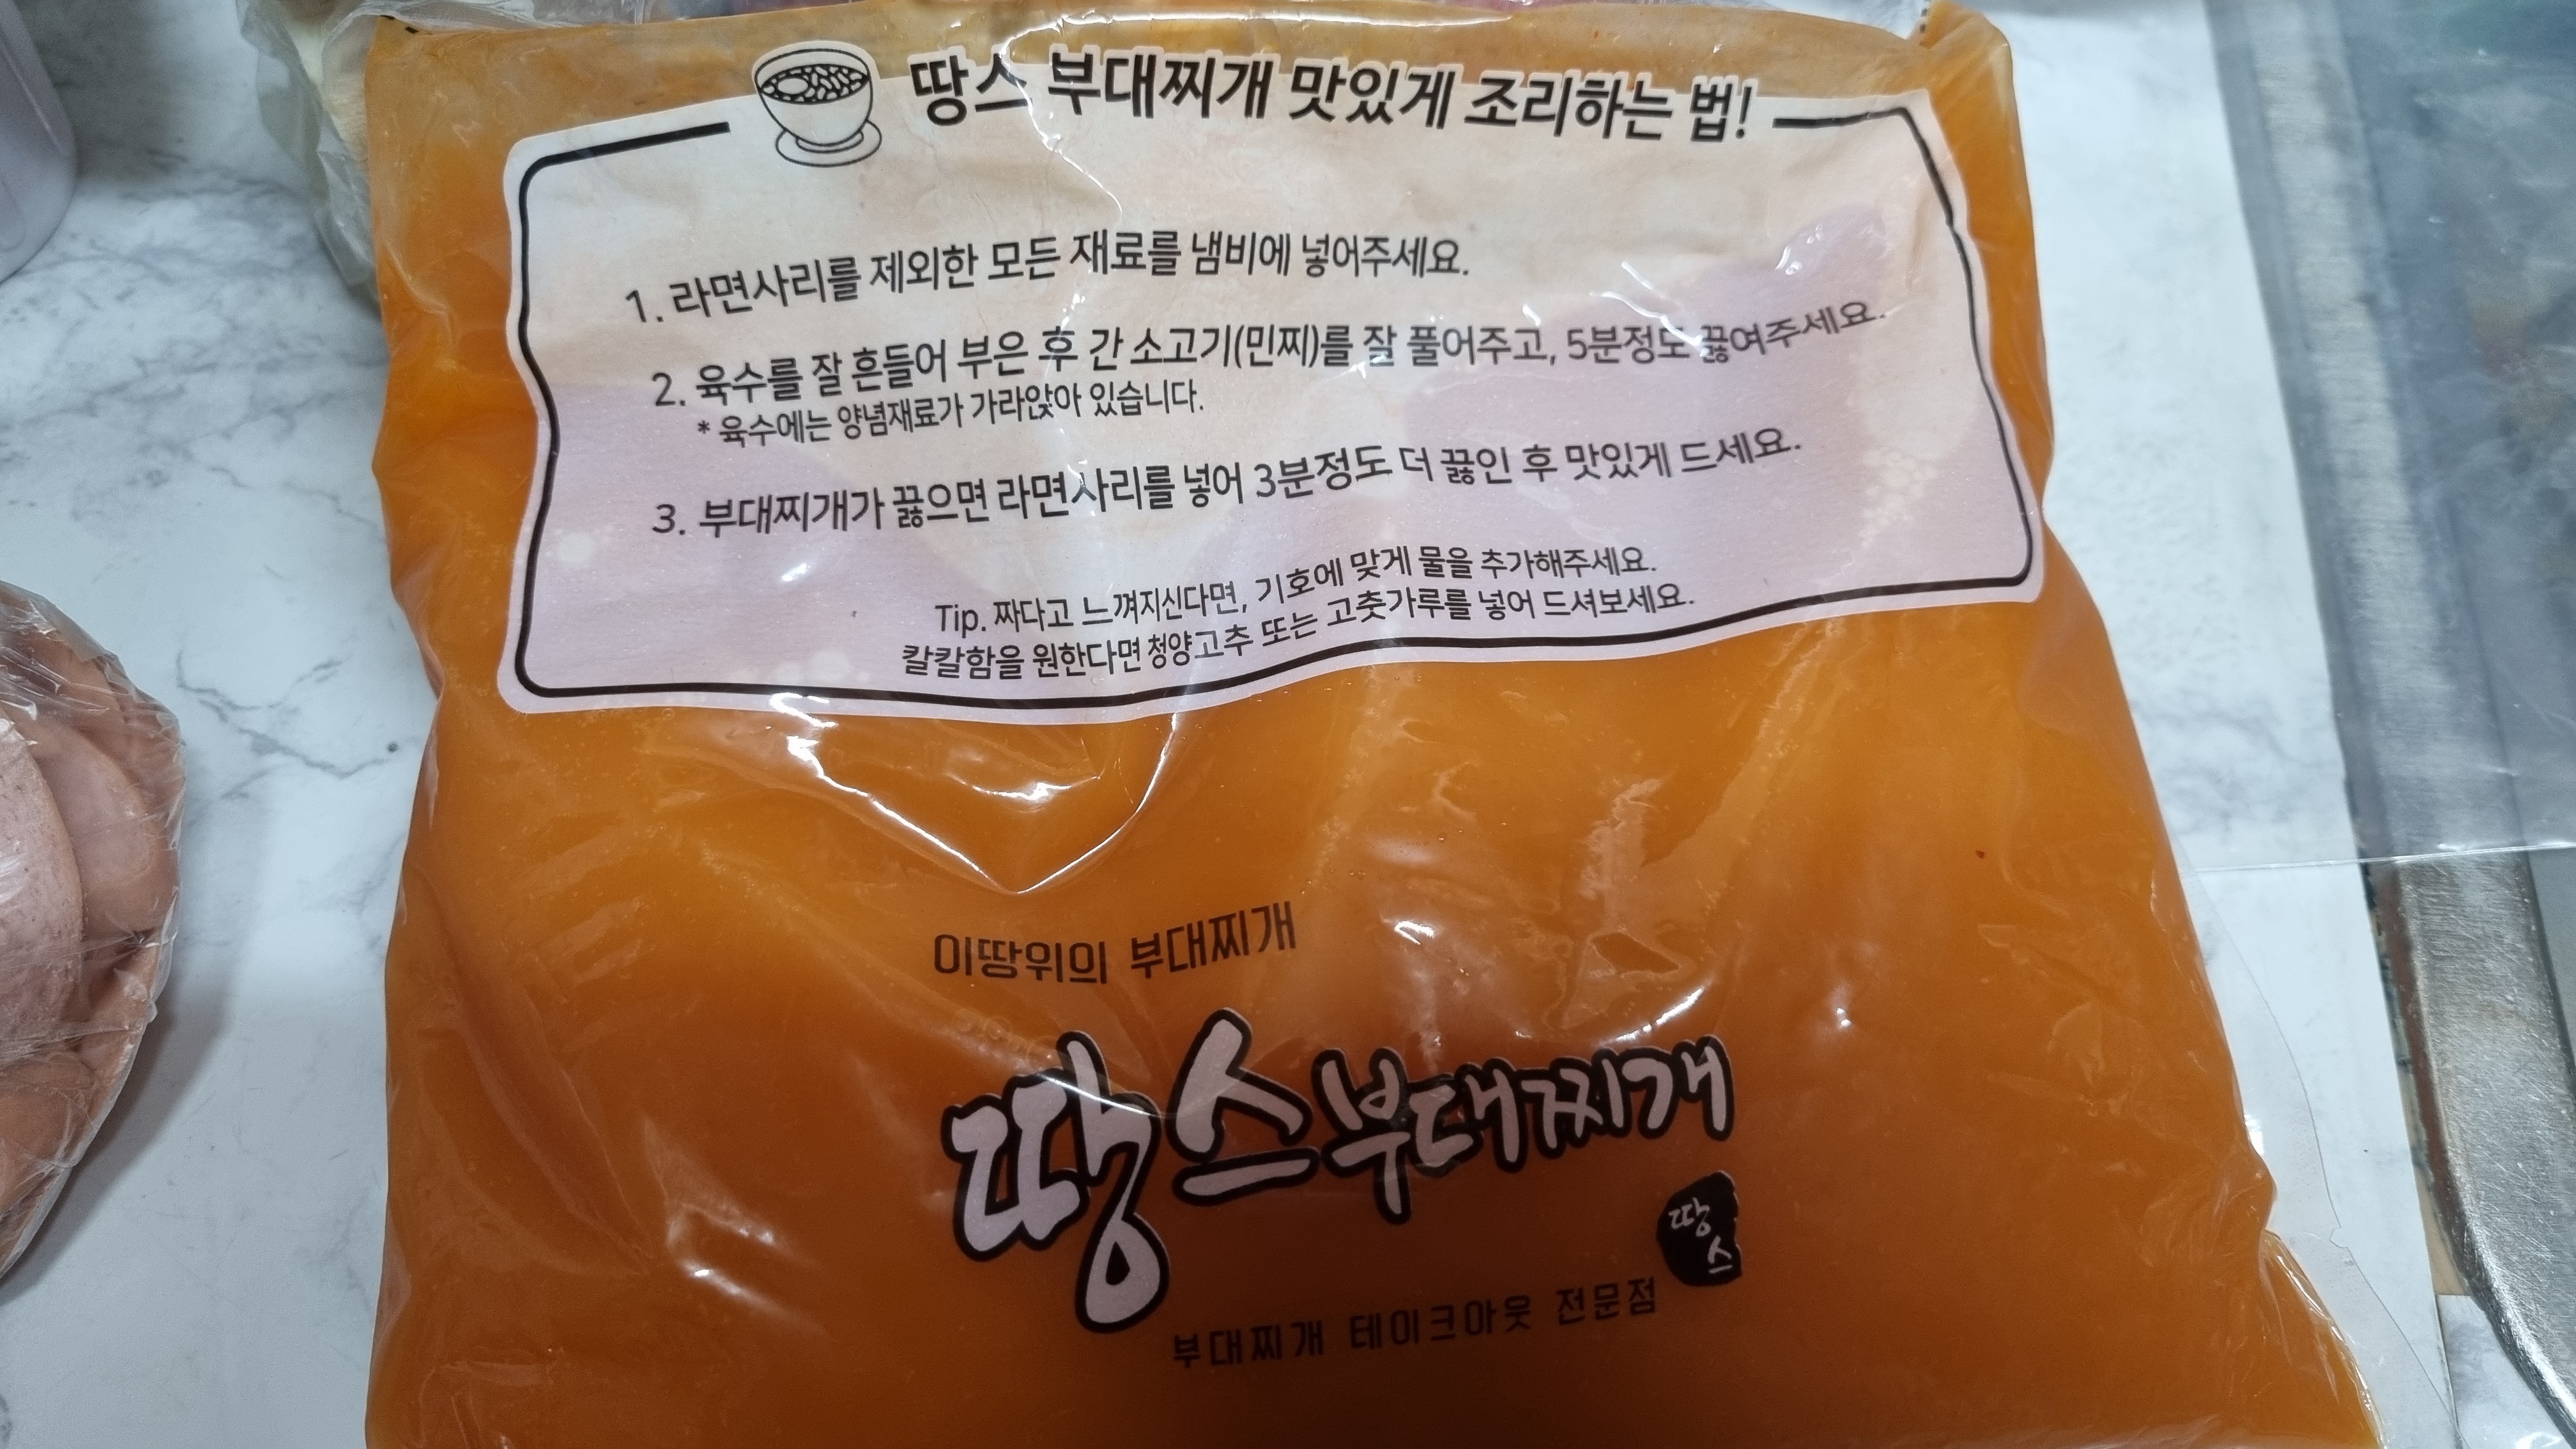 땅스 부대찌개 맛있게 조리하는 법!
1. 라면사리를 제외한 모든 재료를 냄비에 넣어주세요.
2. 육수를 잘 흔들어 부은 후 간 소고기(민찌)를 잘 풀어주고, 5분정도 끓여주세요.
* 육수에는 양념재료가 가라앉아 있습니다.
3. 부대찌개가 끓으면 라면사리를 넣어 3분정도 더 끓인 후 맛있게 드세요.
Tip. 짜다고 느껴지신다면, 기호에 맞게 물을 추가해주세요.
칼칼함을 원한다면 청양고추 또는 고춧가루를 넣어 드셔보세요.
이땅위의 부대찌개
땅스부대찌개
땅
스
부대찌개 테이크아웃 전문점